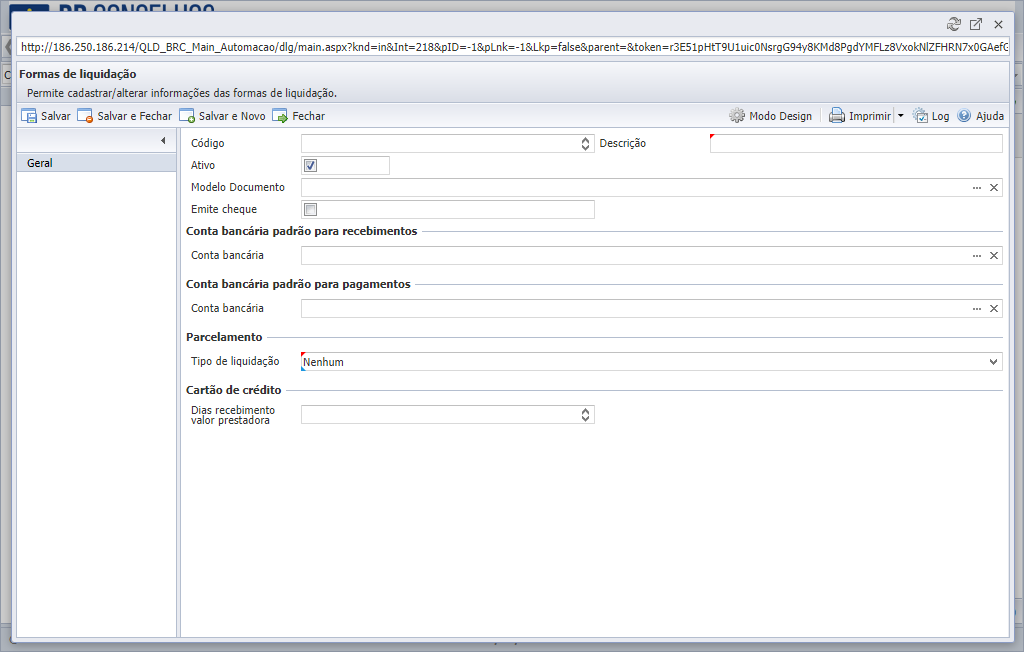 http://186.250.186.214/QLD_BRC_Main_Automacao/dlg/main.aspx?knd=in&Int=218&pID=-1&pLnk=-1&Lkp=false&parent=&token=r3E51pHtT9U1uic0NsrgG94y8KMd8PgdYMFLz8VxokNlZFHRN7x0GAefG
Formas de liquidação
Permite cadastrar/alterar informações das formas de liquidação.
Salvar Salvar e Fechar Salvar e Novo Fechar Modo Design Imprimir Log Ajuda
Geral
Código Descrição
Ativo
Modelo Documento
Emite cheque
Conta bancária padrão para recebimentos
Conta bancária
Conta bancária padrão para pagamentos
Conta bancária
Parcelamento
Tipo de liquidação Nenhum
Cartão de crédito
Dias recebimento
valor prestadora